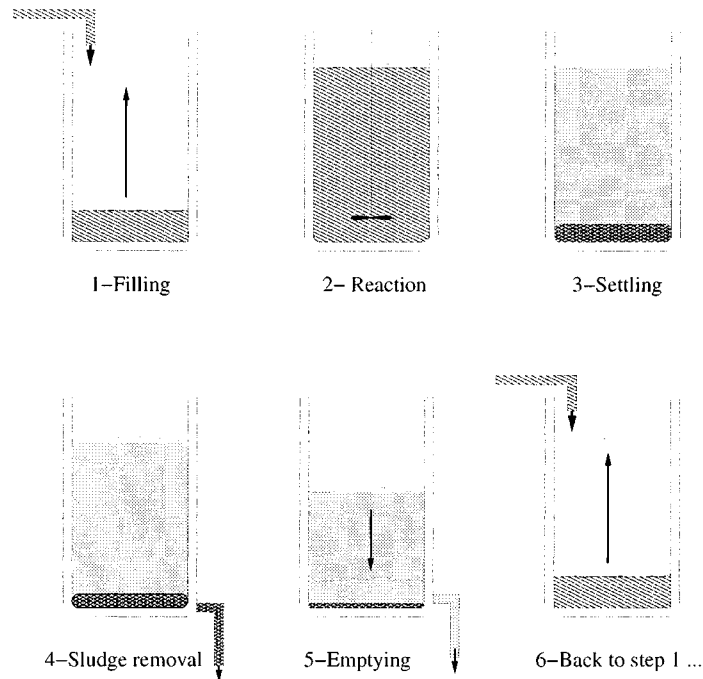 1–Filling
2– Reaction
3–Settling
4–Sludge removal
5–Emptying
6–Back to step 1 ...